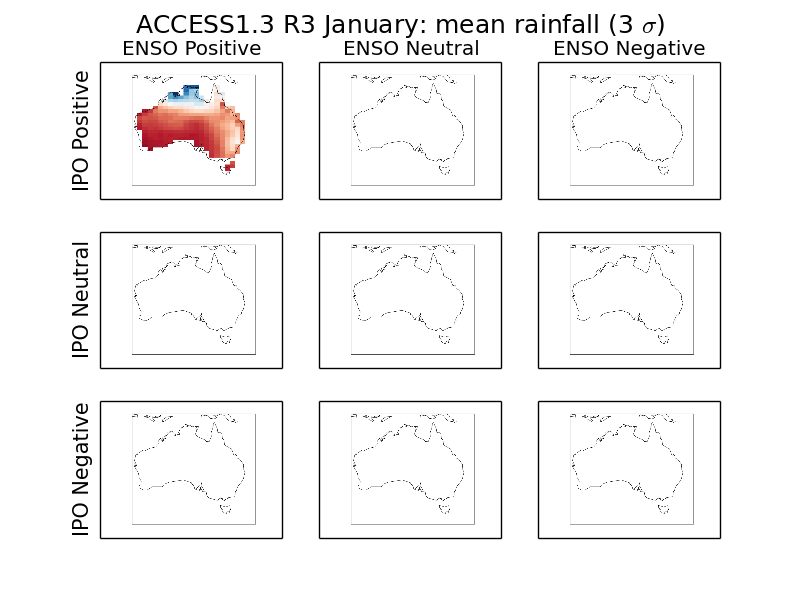 ACCESS1.3 R3 January: mean rainfall (3 σ)
ENSO Positive ENSO Neutral ENSO Negative
IPO Positive
IPO Neutral
IPO Negative